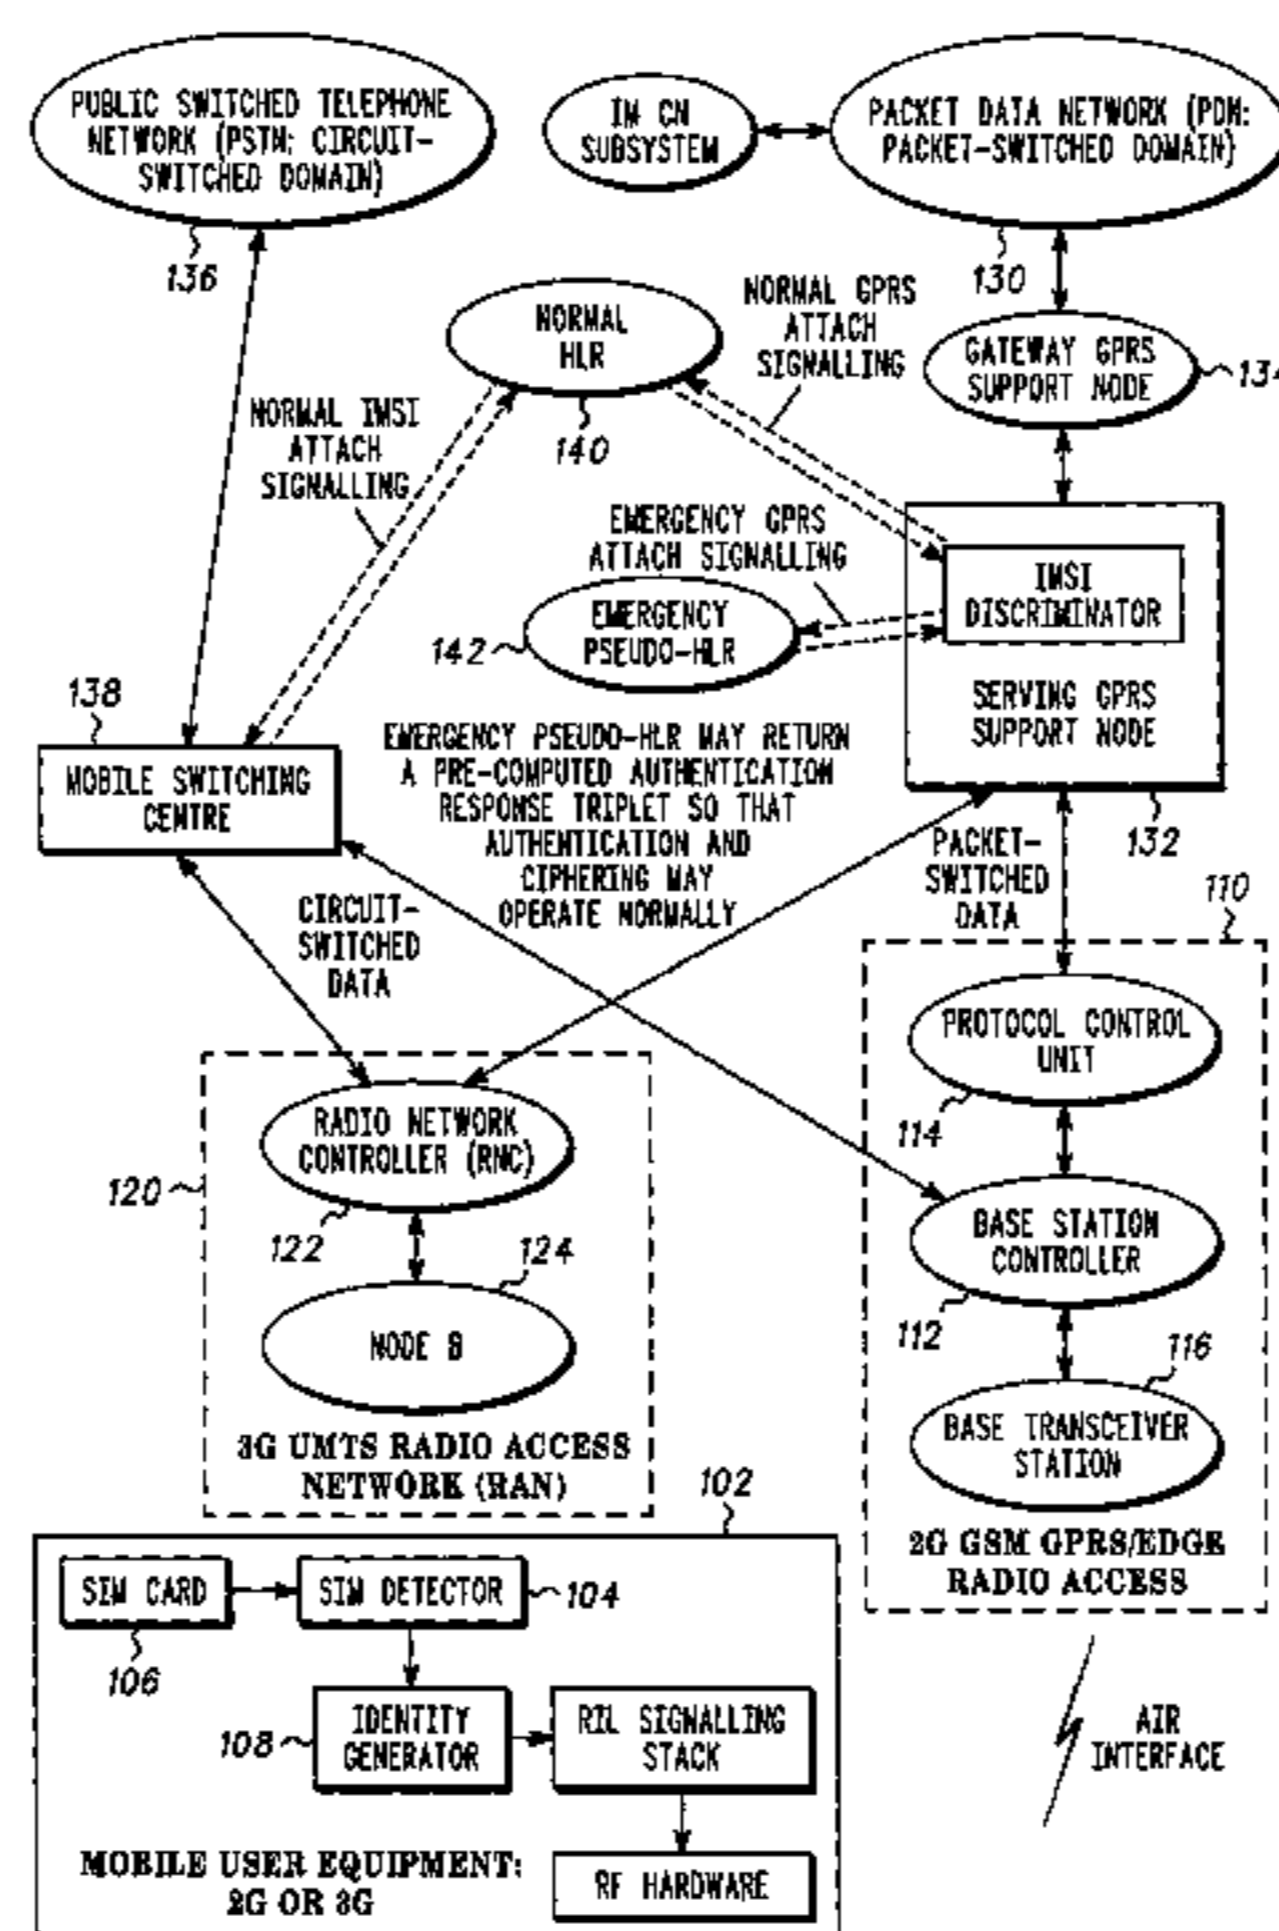 PUBLIC SWITCHED TELEPHONE
NETWORK (PSTN: CIRCUIT-
SWITCHED DOMAIN)
136
IM CN
SUBSYSTEM
PACKET DATA NETWORK (PDN:
PACKET-SWITCHED DOMAIN)
130
NORMAL
HLR
140
NORMAL GPRS
ATTACH
SIGNALLING
GATEWAY GPRS
SUPPORT NODE
134
NORMAL IMSI
ATTACH
SIGNALLING
EMERGENCY GPRS
ATTACH SIGNALLING
IMSI
DISCRIMINATOR
EMERGENCY
PSEUDO-HLR
142
SERVING GPRS
SUPPORT NODE
132
138
MOBILE SWITCHING
CENTRE
EMERGENCY PSEUDO-HLR MAY RETURN
A PRE-COMPUTED AUTHENTICATION
RESPONSE TRIPLET SO THAT
AUTHENTICATION AND
CIPHERING MAY
OPERATE NORMALLY
PACKET-
SWITCHED
DATA
CIRCUIT-
SWITCHED
DATA
110
PROTOCOL CONTROL
UNIT
114
RADIO NETWORK
CONTROLLER (RNC)
120
122
BASE STATION
CONTROLLER
112
124
NODE B
116
BASE TRANSCEIVER
STATION
3G UMTS RADIO ACCESS
NETWORK (RAN)
2G GSM GPRS/EDGE
RADIO ACCESS
102
SIM CARD
106
SIM DETECTOR
104
IDENTITY
GENERATOR
108
RIL SIGNALLING
STACK
AIR
INTERFACE
MOBILE USER EQUIPMENT:
2G OR 3G
RF HARDWARE